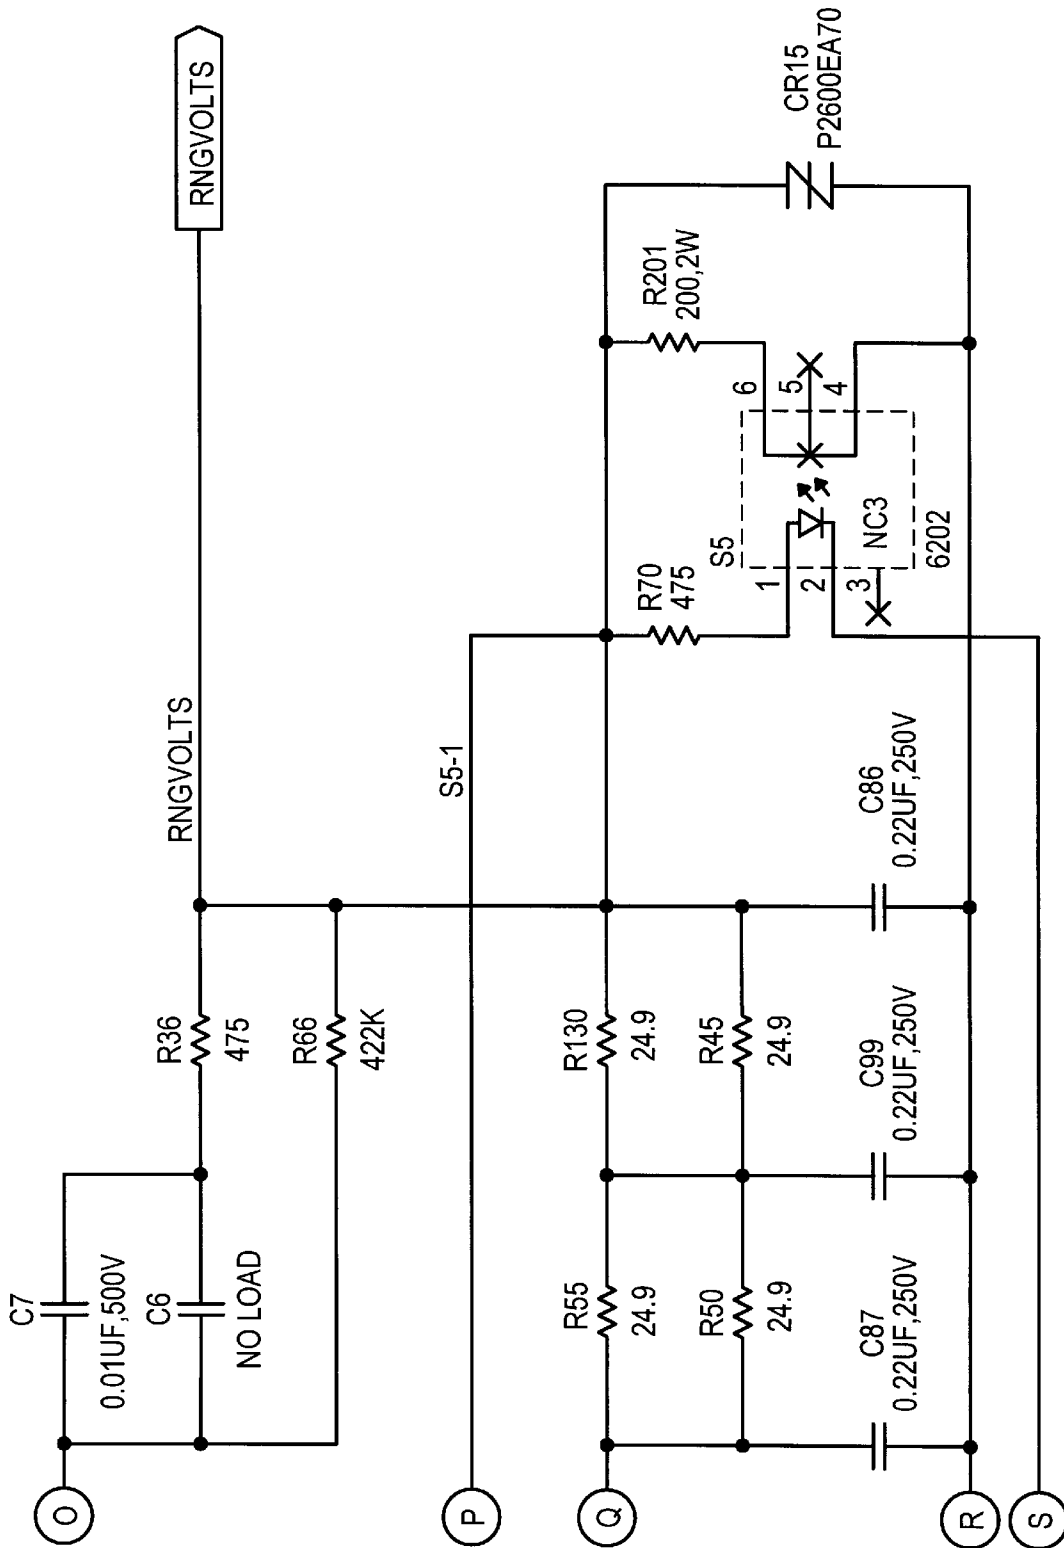 RNGVOLTS
RNGVOLTS
CR15
P2600EA70
R201
200,2W
6
5
4
S5
1
2
3
NC3
6202
R70
475
S5-1
R36
475
R66
422K
C7
0.01UF,500V
C6
NO LOAD
R130
24.9
R45
24.9
C86
0.22UF,250V
C99
0.22UF,250V
R55
24.9
R50
24.9
C87
0.22UF,250V
O
P
Q
R
S